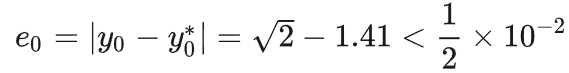 $e_0 = |y_0 - y_0^*| = \sqrt{2} - 1.41 < \frac{1}{2} \times 10^{-2}$